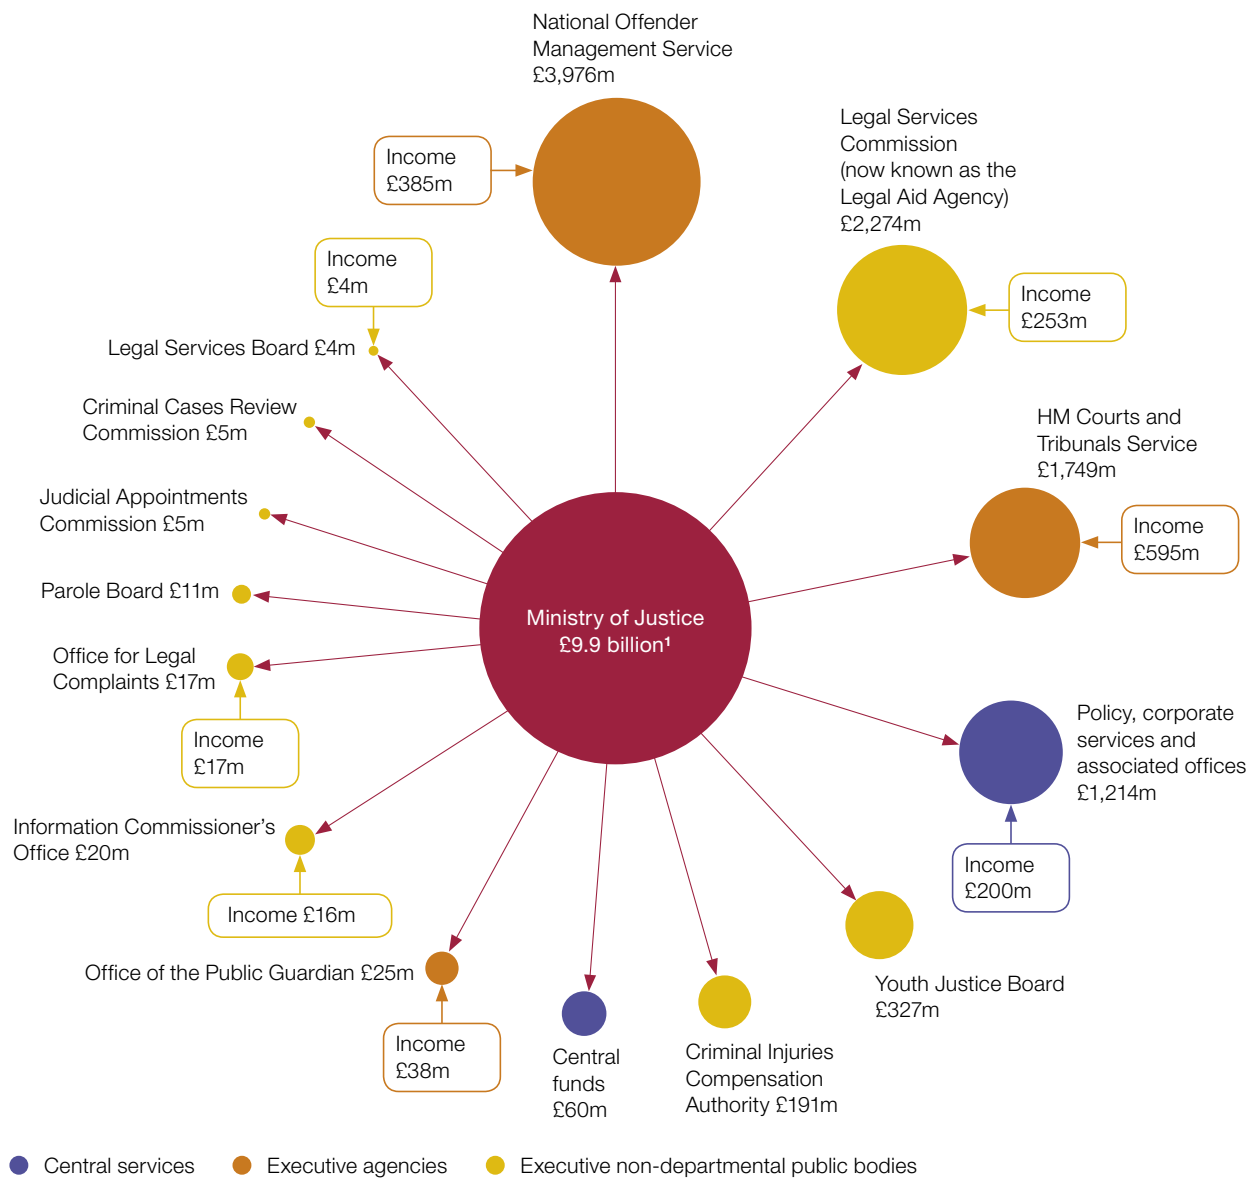 National Offender
Management Service
£3,976m
Income
£385m
Legal Services
Commission
(now known as the
Legal Aid Agency)
£2,274m
Income
£253m
Income
£4m
Legal Services Board £4m
Criminal Cases Review
Commission £5m
HM Courts and
Tribunals Service
£1,749m
Income
£595m
Judicial Appointments
Commission £5m
Parole Board £11m
Ministry of Justice
£9.9 billion¹
Office for Legal
Complaints £17m
Income
£17m
Policy, corporate
services and
associated offices
£1,214m
Income
£200m
Information Commissioner's
Office £20m
Income £16m
Office of the Public Guardian £25m
Income
£38m
Central
funds
£60m
Criminal Injuries
Compensation
Authority £191m
Youth Justice Board
£327m
Central services
Executive agencies
Executive non-departmental public bodies